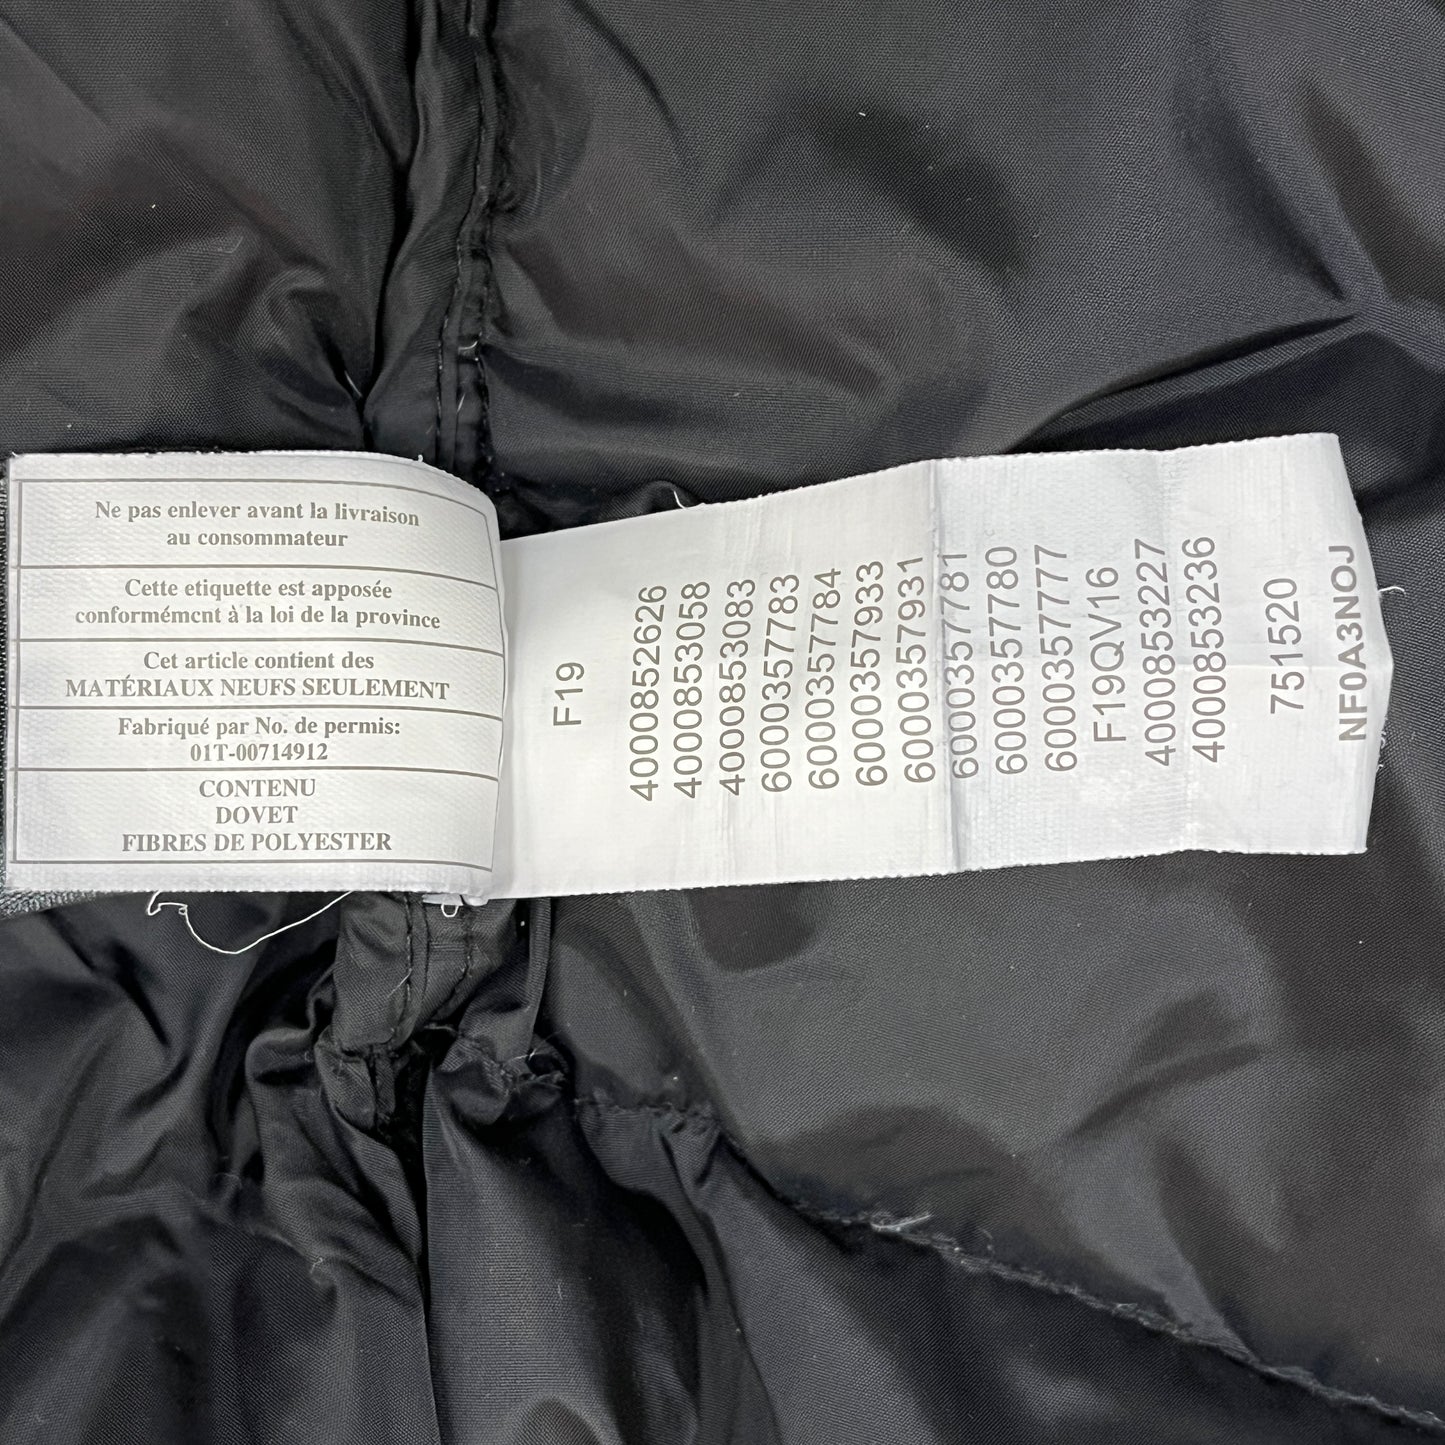 Ne pas enlever avant la livraison
au consommateur
Cette etiquette est apposée
conformément à la loi de la province
Cet article contient des
MATÉRIAUX NEUFS SEULEMENT
Fabriqué par No. de permis:
01T-00714912
CONTENU
DOVET
FIBRES DE POLYESTER
F19
4000852626
4000853058
4000853083
6000357783
6000357784
6000357933
6000357931
6000357781
6000357780
6000357777
F19QV16
4000853227
4000853236
751520
NF0A3NOJ